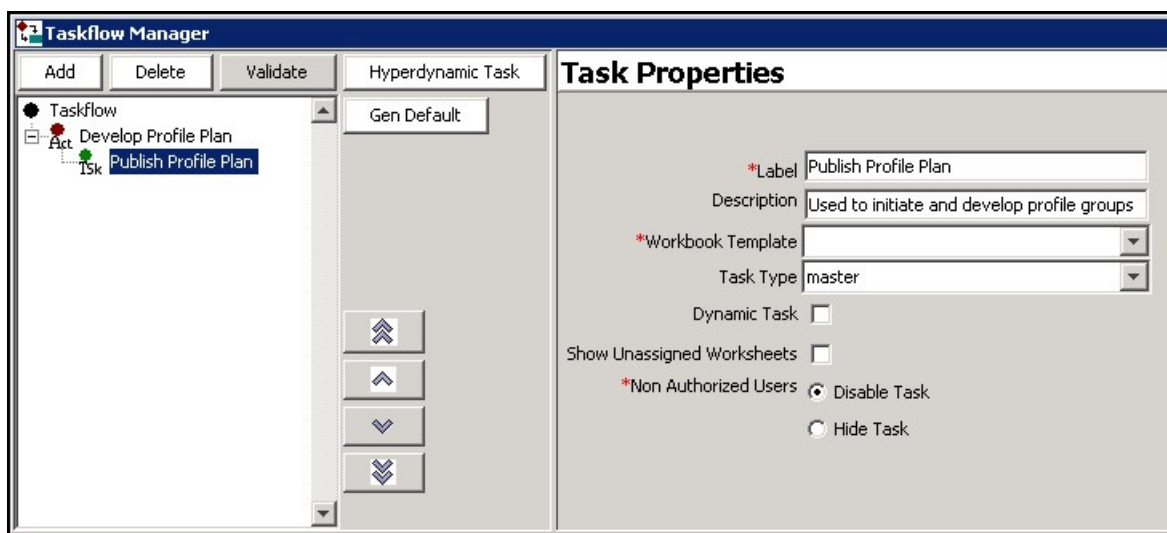 Taskflow Manager
Add
Delete
Validate
Hyperdynamic Task
Gen Default
Taskflow
Act Develop Profile Plan
Tsk Publish Profile Plan
Task Properties
*Label Publish Profile Plan
Description Used to initiate and develop profile groups
*Workbook Template
Task Type master
Dynamic Task
Show Unassigned Worksheets
*Non Authorized Users Disable Task
Hide Task